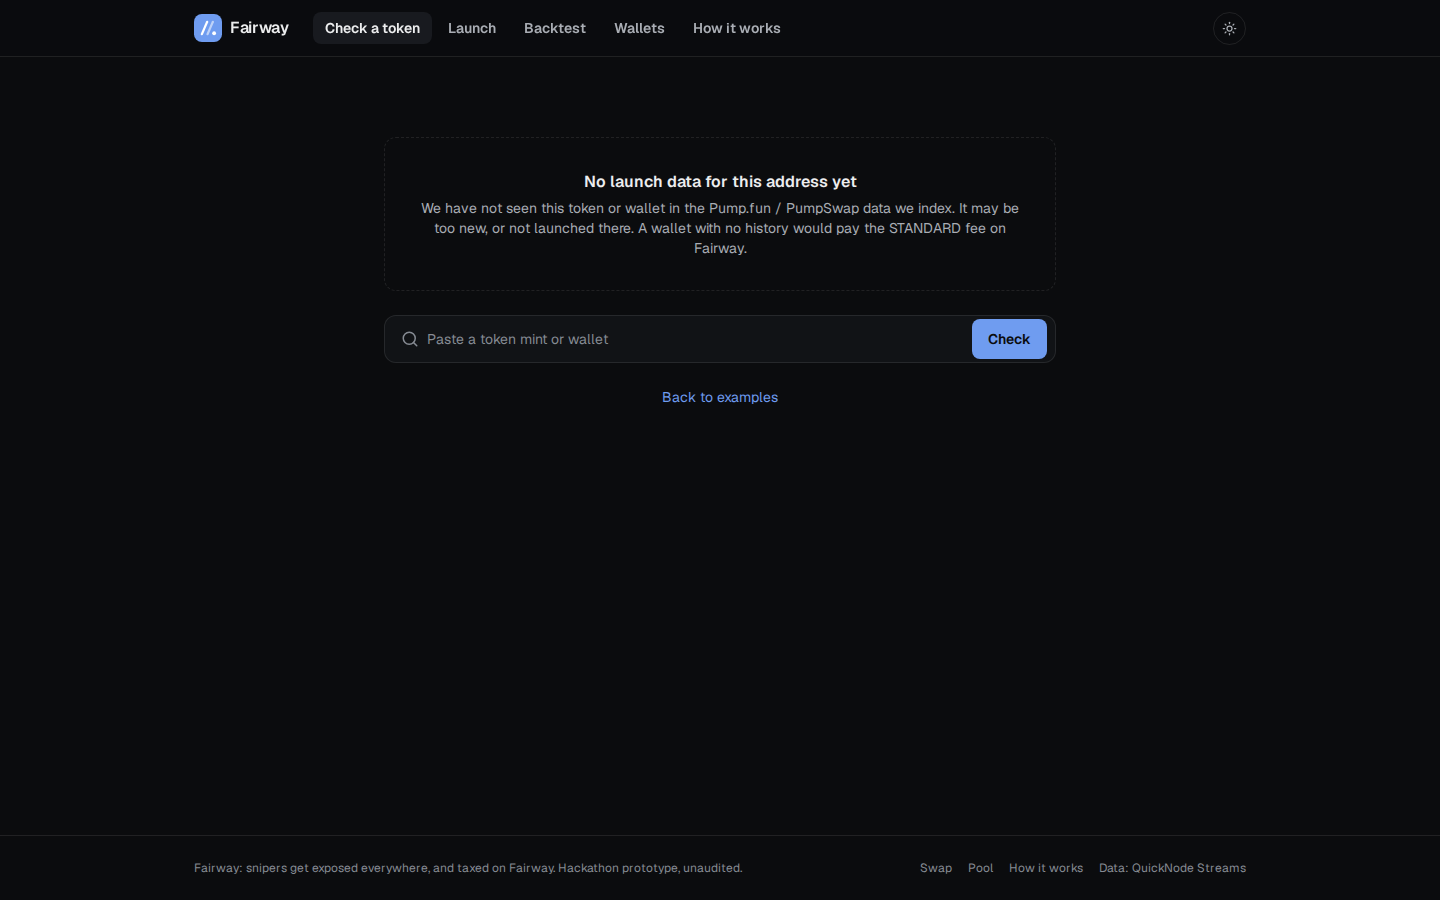 Fairway
Check a token
Launch
Backtest
Wallets
How it works
No launch data for this address yet
We have not seen this token or wallet in the Pump.fun / PumpSwap data we index. It may be
too new, or not launched there. A wallet with no history would pay the STANDARD fee on
Fairway.
Paste a token mint or wallet
Check
Back to examples
Fairway: snipers get exposed everywhere, and taxed on Fairway. Hackathon prototype, unaudited.
Swap
Pool
How it works
Data: QuickNode Streams